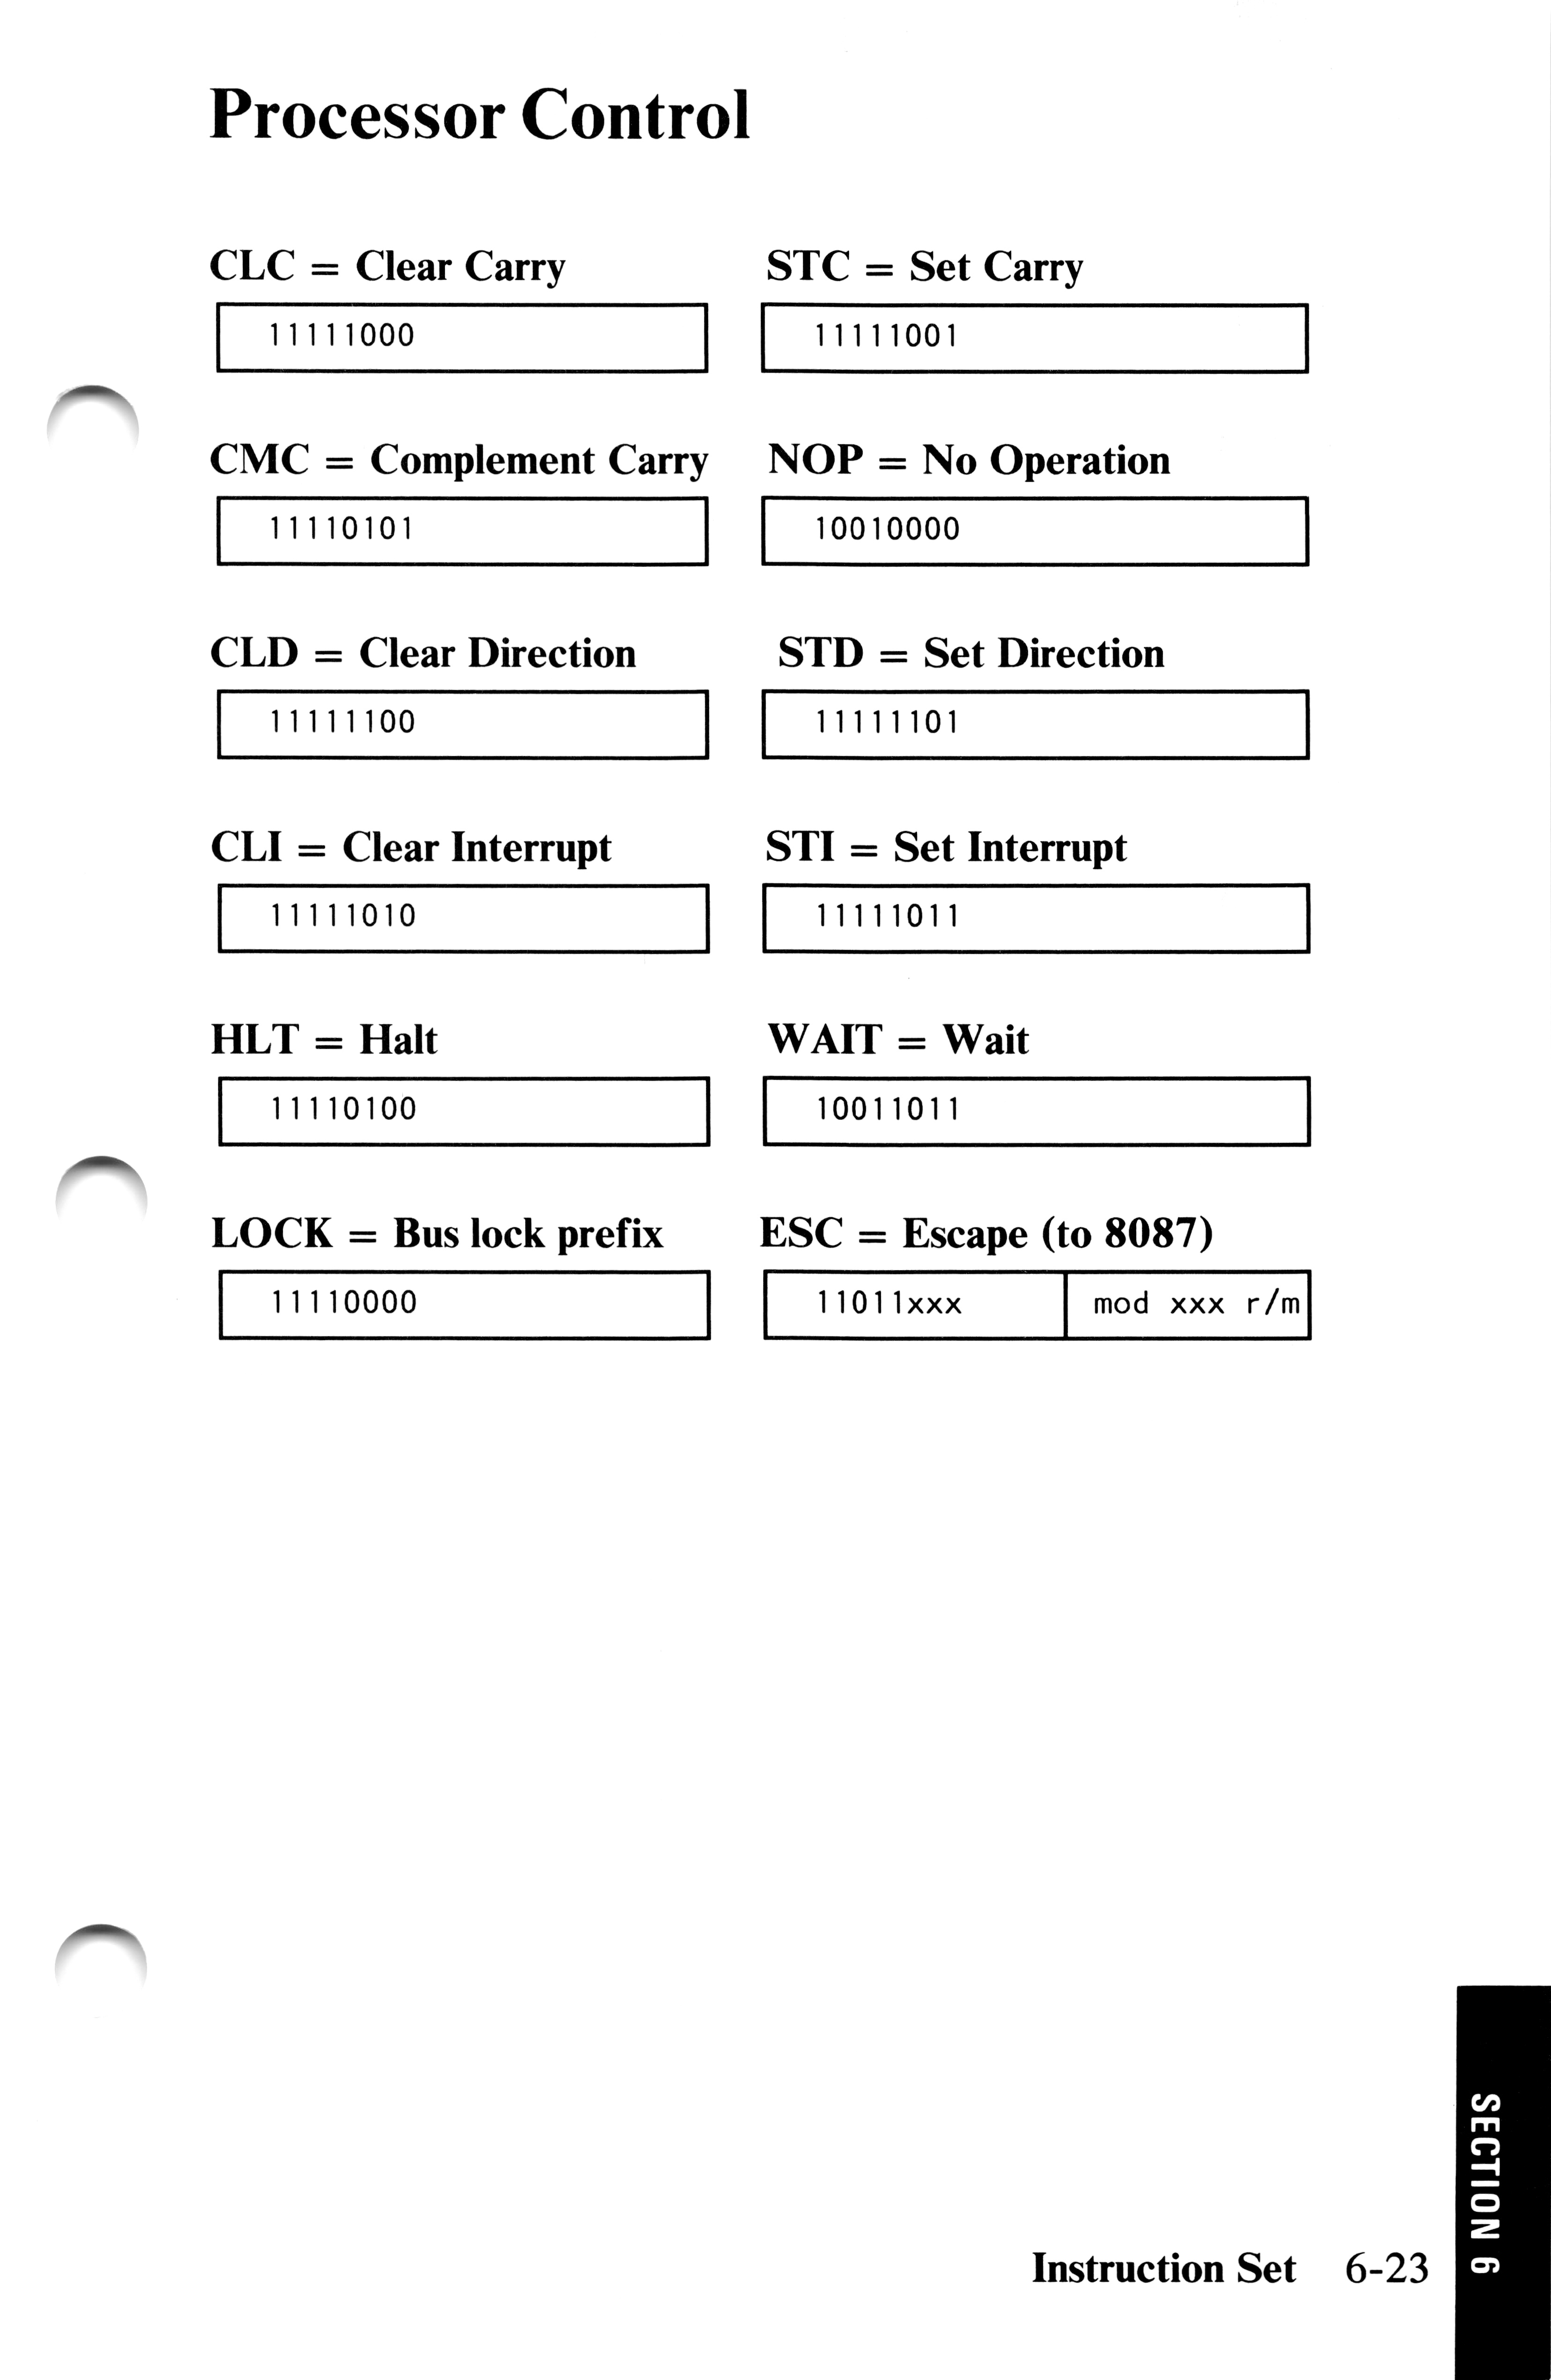 Processor Control
CLC = Clear Carry
11111000
STC = Set Carry
11111001
CMC = Complement Carry
11110101
NOP = No Operation
10010000
CLD = Clear Direction
11111100
STD = Set Direction
11111101
CLI = Clear Interrupt
11111010
STI = Set Interrupt
11111011
HLT = Halt
11110100
WAIT = Wait
10011011
LOCK = Bus lock prefix
11110000
ESC = Escape (to 8087)
11011xxx mod xxx r/m
SECTION 6
Instruction Set 6-23